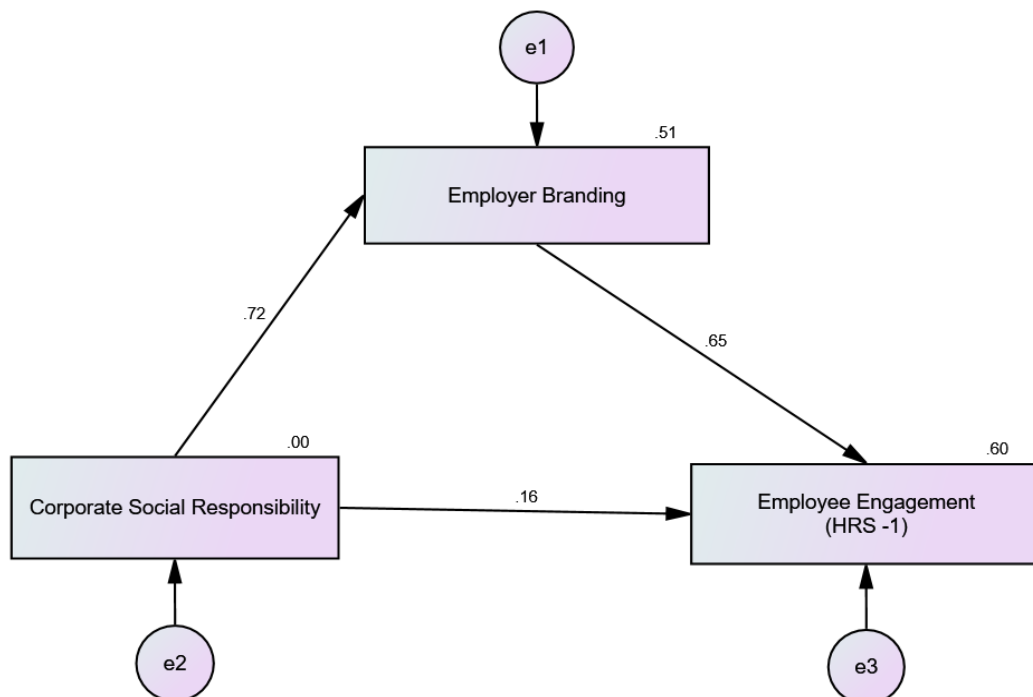 e1
.51
Employer Branding
.72
.65
.00
.60
Corporate Social Responsibility
.16
Employee Engagement
(HRS -1)
e2
e3